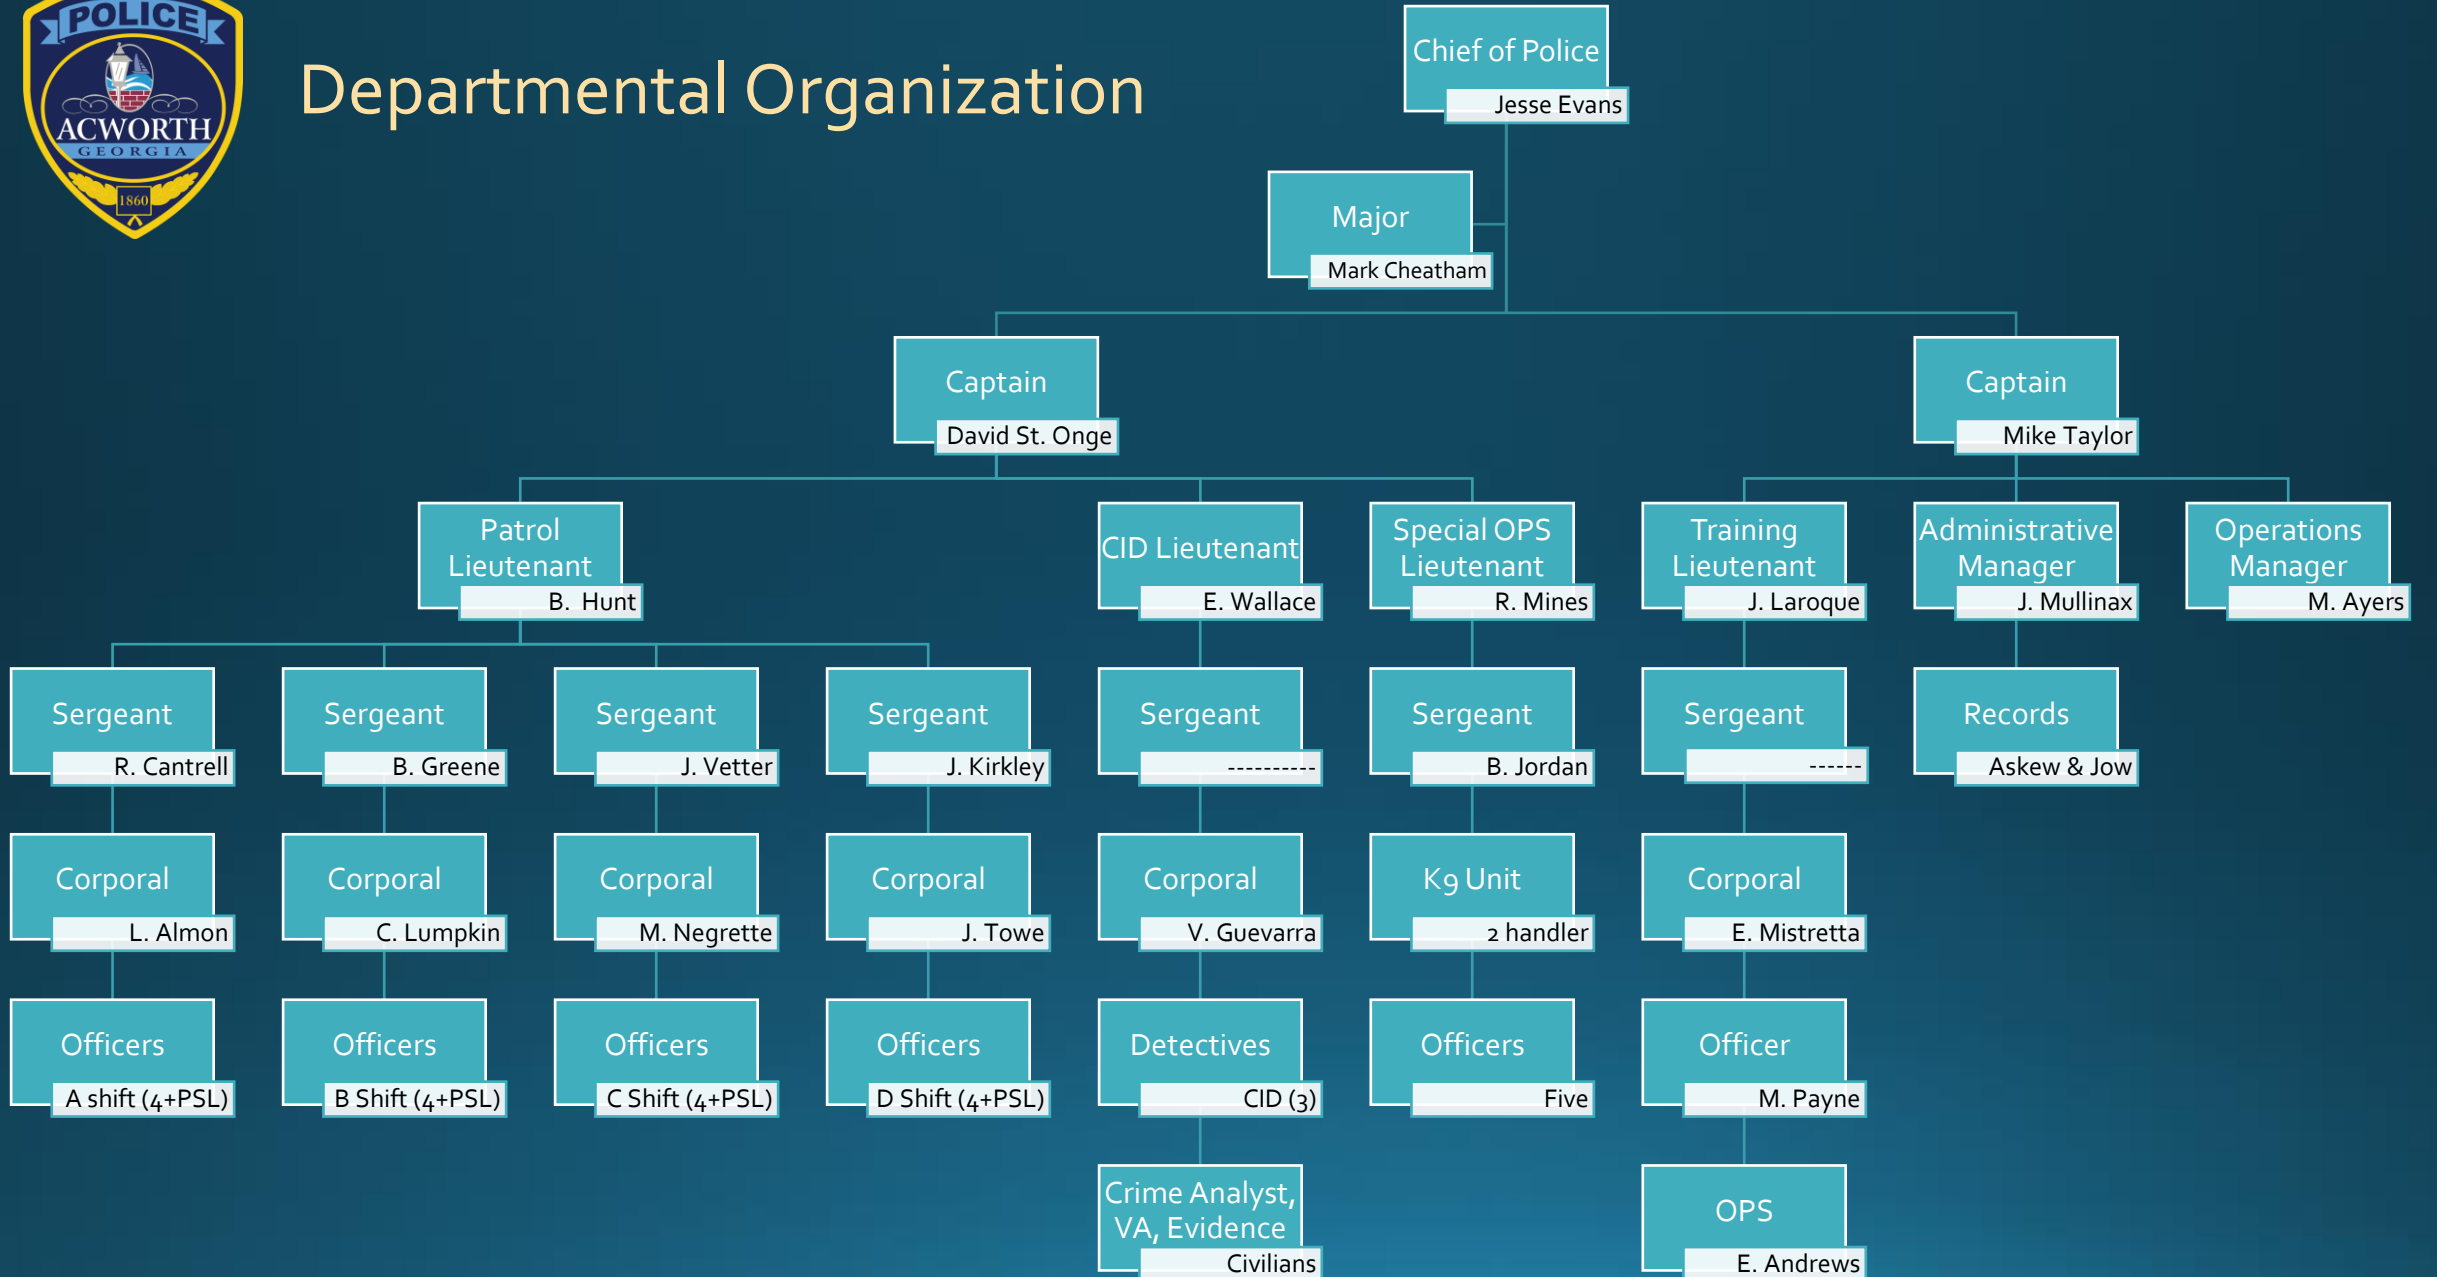 POLICE
ACWORTH
GEORGIA
1860
Departmental Organization
Chief of Police
Jesse Evans
Major
Mark Cheatham
Captain
David St. Onge
Captain
Mike Taylor
Patrol
Lieutenant
B. Hunt
CID Lieutenant
E. Wallace
Special OPS
Lieutenant
R. Mines
Training
Lieutenant
J. Laroque
Administrative
Manager
J. Mullinax
Operations
Manager
M. Ayers
Sergeant
R. Cantrell
Sergeant
B. Greene
Sergeant
J. Vetter
Sergeant
J. Kirkley
Sergeant
----------
Sergeant
B. Jordan
Sergeant
------
Records
Askew & Jow
Corporal
L. Almon
Corporal
C. Lumpkin
Corporal
M. Negrette
Corporal
J. Towe
Corporal
V. Guevarra
K9 Unit
2 handler
Corporal
E. Mistretta
Officers
A shift (4+PSL)
Officers
B Shift (4+PSL)
Officers
C Shift (4+PSL)
Officers
D Shift (4+PSL)
Detectives
CID (3)
Officers
Five
Officer
M. Payne
Crime Analyst,
VA, Evidence
Civilians
OPS
E. Andrews